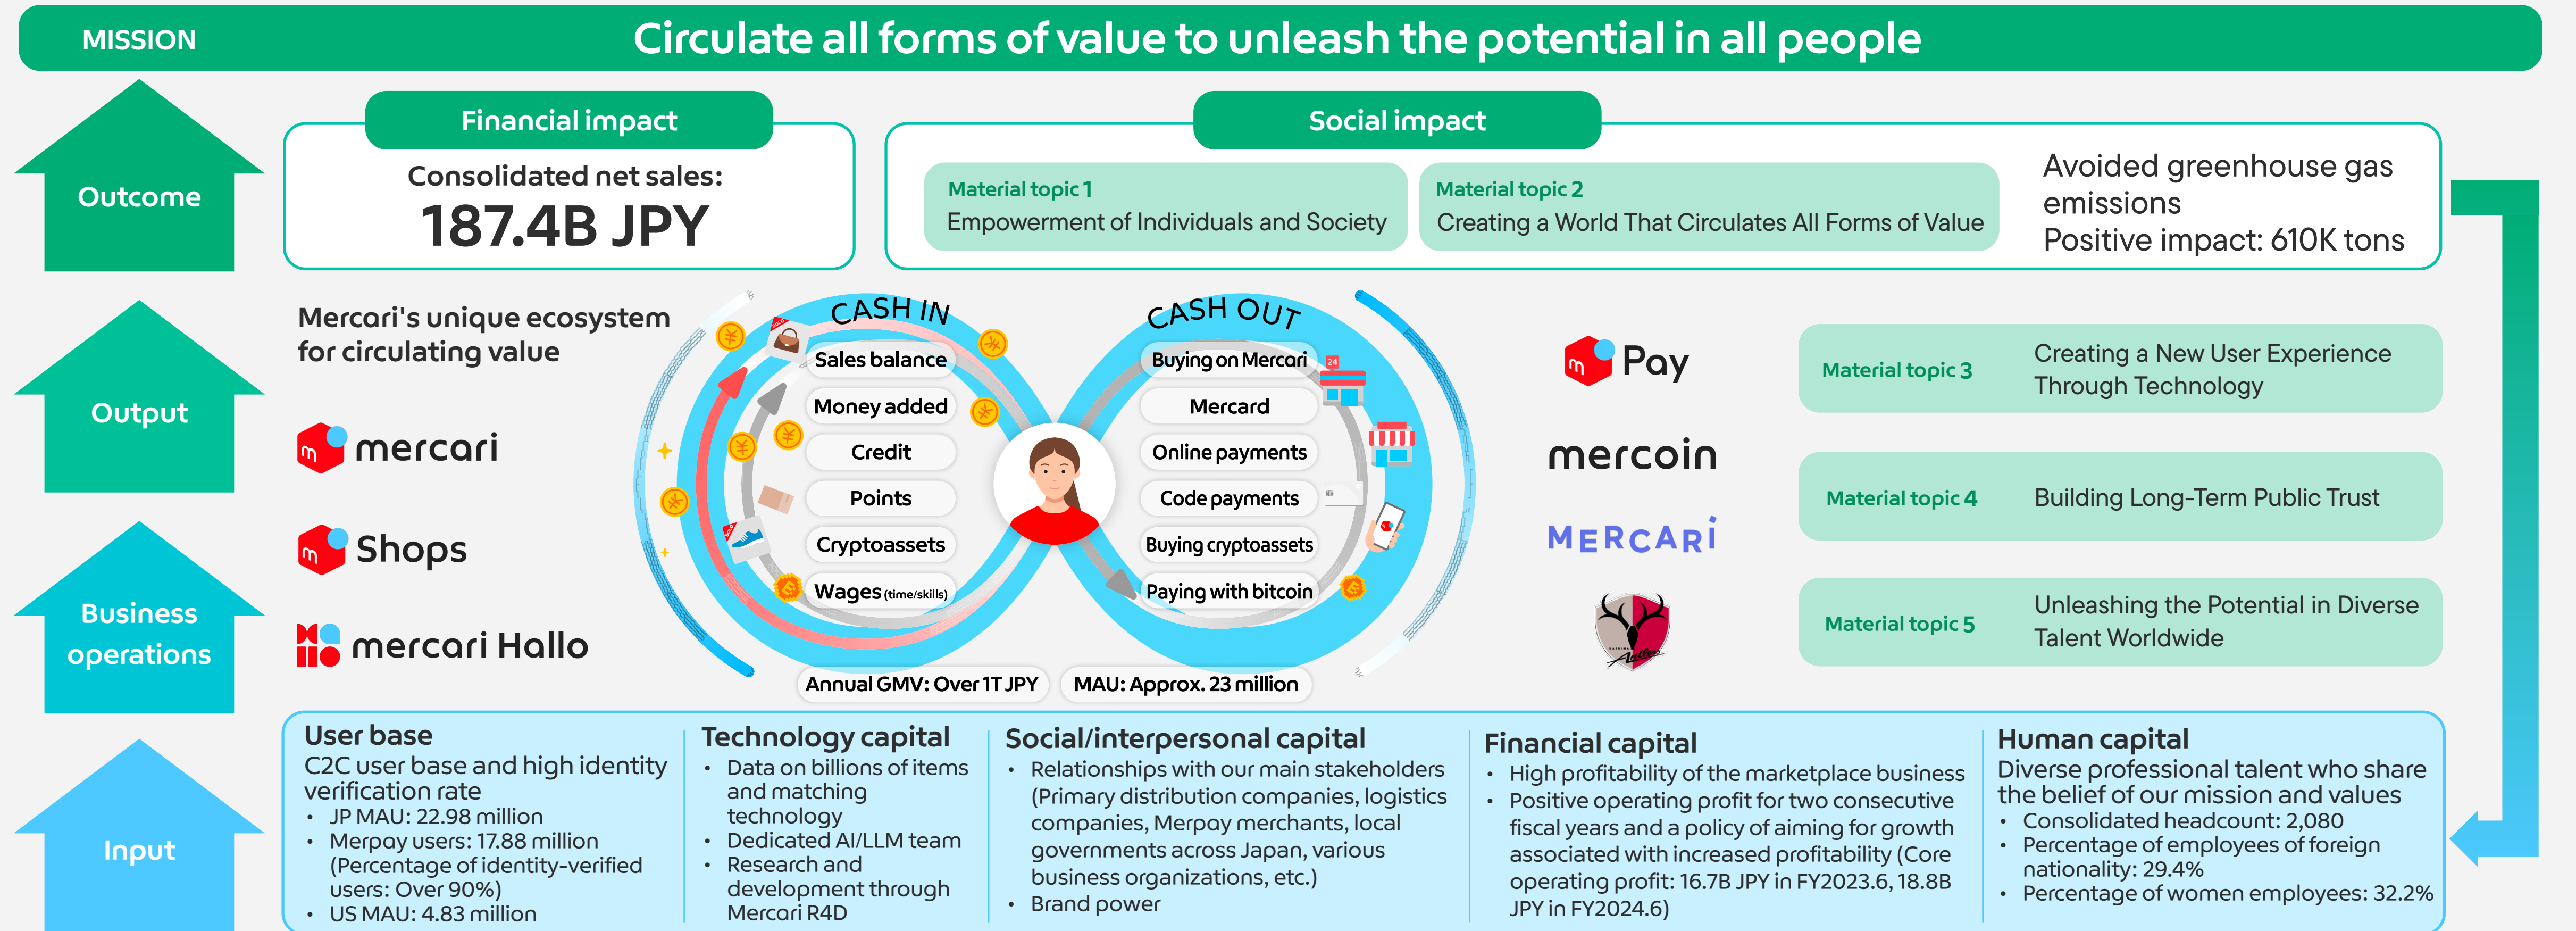 MISSION
Circulate all forms of value to unleash the potential in all people
Outcome
Financial impact
Consolidated net sales:
187.4B JPY
Social impact
Material topic 1
Empowerment of Individuals and Society
Material topic 2
Creating a World That Circulates All Forms of Value
Avoided greenhouse gas
emissions
Positive impact: 610K tons
Output
Business
operations
Mercari's unique ecosystem
for circulating value
mercari
Shops
mercari Hallo
CASH IN
Sales balance
Money added
Credit
Points
Cryptoassets
Wages (time/skills)
CASH OUT
Buying on Mercari
Mercard
Online payments
Code payments
Buying cryptoassets
Paying with bitcoin
24
Annual GMV: Over 1T JPY
MAU: Approx. 23 million
Pay
mercoin
MERCARI
Antlers
Material topic 3
Creating a New User Experience
Through Technology
Material topic 4
Building Long-Term Public Trust
Material topic 5
Unleashing the Potential in Diverse
Talent Worldwide
Input
User base
C2C user base and high identity
verification rate
• JP MAU: 22.98 million
• Merpay users: 17.88 million
(Percentage of identity-verified
users: Over 90%)
• US MAU: 4.83 million
Technology capital
• Data on billions of items
and matching
technology
• Dedicated AI/LLM team
• Research and
development through
Mercari R4D
Social/interpersonal capital
• Relationships with our main stakeholders
(Primary distribution companies, logistics
companies, Merpay merchants, local
governments across Japan, various
business organizations, etc.)
• Brand power
Financial capital
• High profitability of the marketplace business
• Positive operating profit for two consecutive
fiscal years and a policy of aiming for growth
associated with increased profitability (Core
operating profit: 16.7B JPY in FY2023.6, 18.8B
JPY in FY2024.6)
Human capital
Diverse professional talent who share
the belief of our mission and values
• Consolidated headcount: 2,080
• Percentage of employees of foreign
nationality: 29.4%
• Percentage of women employees: 32.2%